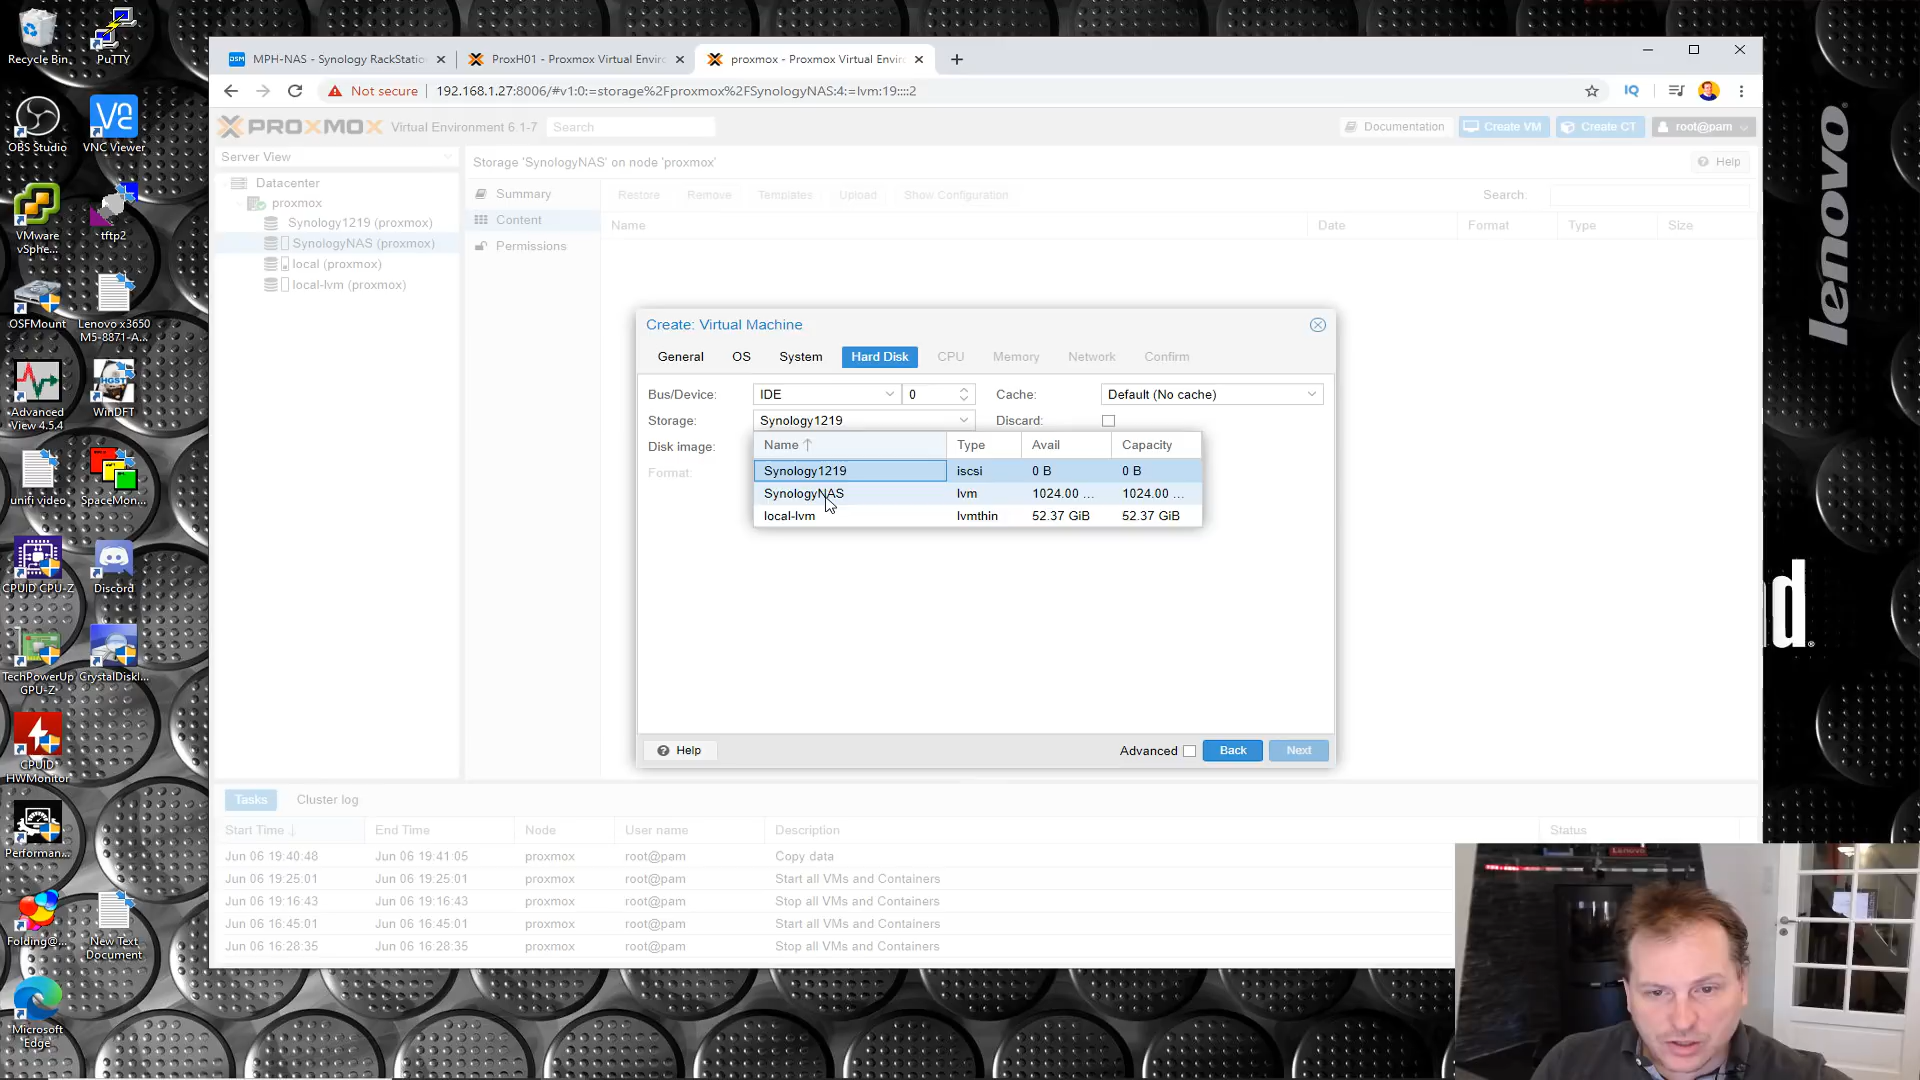 Recycle Bin
PuTTY
OBS Studio
VNC Viewer
VMware vSphe...
tftp2
OSFMount
Lenovo x3650 M5-8871-A...
Advanced View 4.5.4
WinDFT
unifi video
SpaceMon...
CPUID CPU-Z
Discord
TechPowerUp GPU-Z
CrystalDiskI...
CPUID HWMonitor
Performan...
Folding@...
New Text Document
Microsoft Edge
MPH-NAS - Synology RackStatio
ProxH01 - Proxmox Virtual Envir
proxmox - Proxmox Virtual Envir
Not secure
192.168.1.27:8006/#v1:0:=storage%2Fproxmox%2FSynologyNAS:4:=lvm:19::::2
IQ
PROXMOX
Virtual Environment 6.1-7
Search
Documentation
Create VM
Create CT
root@pam
Server View
Datacenter
proxmox
Synology1219 (proxmox)
SynologyNAS (proxmox)
local (proxmox)
local-lvm (proxmox)
Storage 'SynologyNAS' on node 'proxmox'
Help
Summary
Content
Permissions
Restore
Remove
Templates
Upload
Show Configuration
Search:
Name
Date
Format
Type
Size
Create: Virtual Machine
General
OS
System
Hard Disk
CPU
Memory
Network
Confirm
Bus/Device:
IDE
0
Cache:
Default (No cache)
Storage:
Synology1219
Discard:
Disk image:
Format:
Name
Type
Avail
Capacity
Synology1219
iscsi
0 B
0 B
SynologyNAS
lvm
1024.00 ...
1024.00 ...
local-lvm
lvmthin
52.37 GiB
52.37 GiB
Help
Advanced
Back
Next
Tasks
Cluster log
Start Time
End Time
Node
User name
Description
Status
Jun 06 19:40:48
Jun 06 19:41:05
proxmox
root@pam
Copy data
Jun 06 19:25:01
Jun 06 19:25:01
proxmox
root@pam
Start all VMs and Containers
Jun 06 19:16:43
Jun 06 19:16:43
proxmox
root@pam
Stop all VMs and Containers
Jun 06 16:45:01
Jun 06 16:45:01
proxmox
root@pam
Start all VMs and Containers
Jun 06 16:28:35
Jun 06 16:28:35
proxmox
root@pam
Stop all VMs and Containers
lenovo